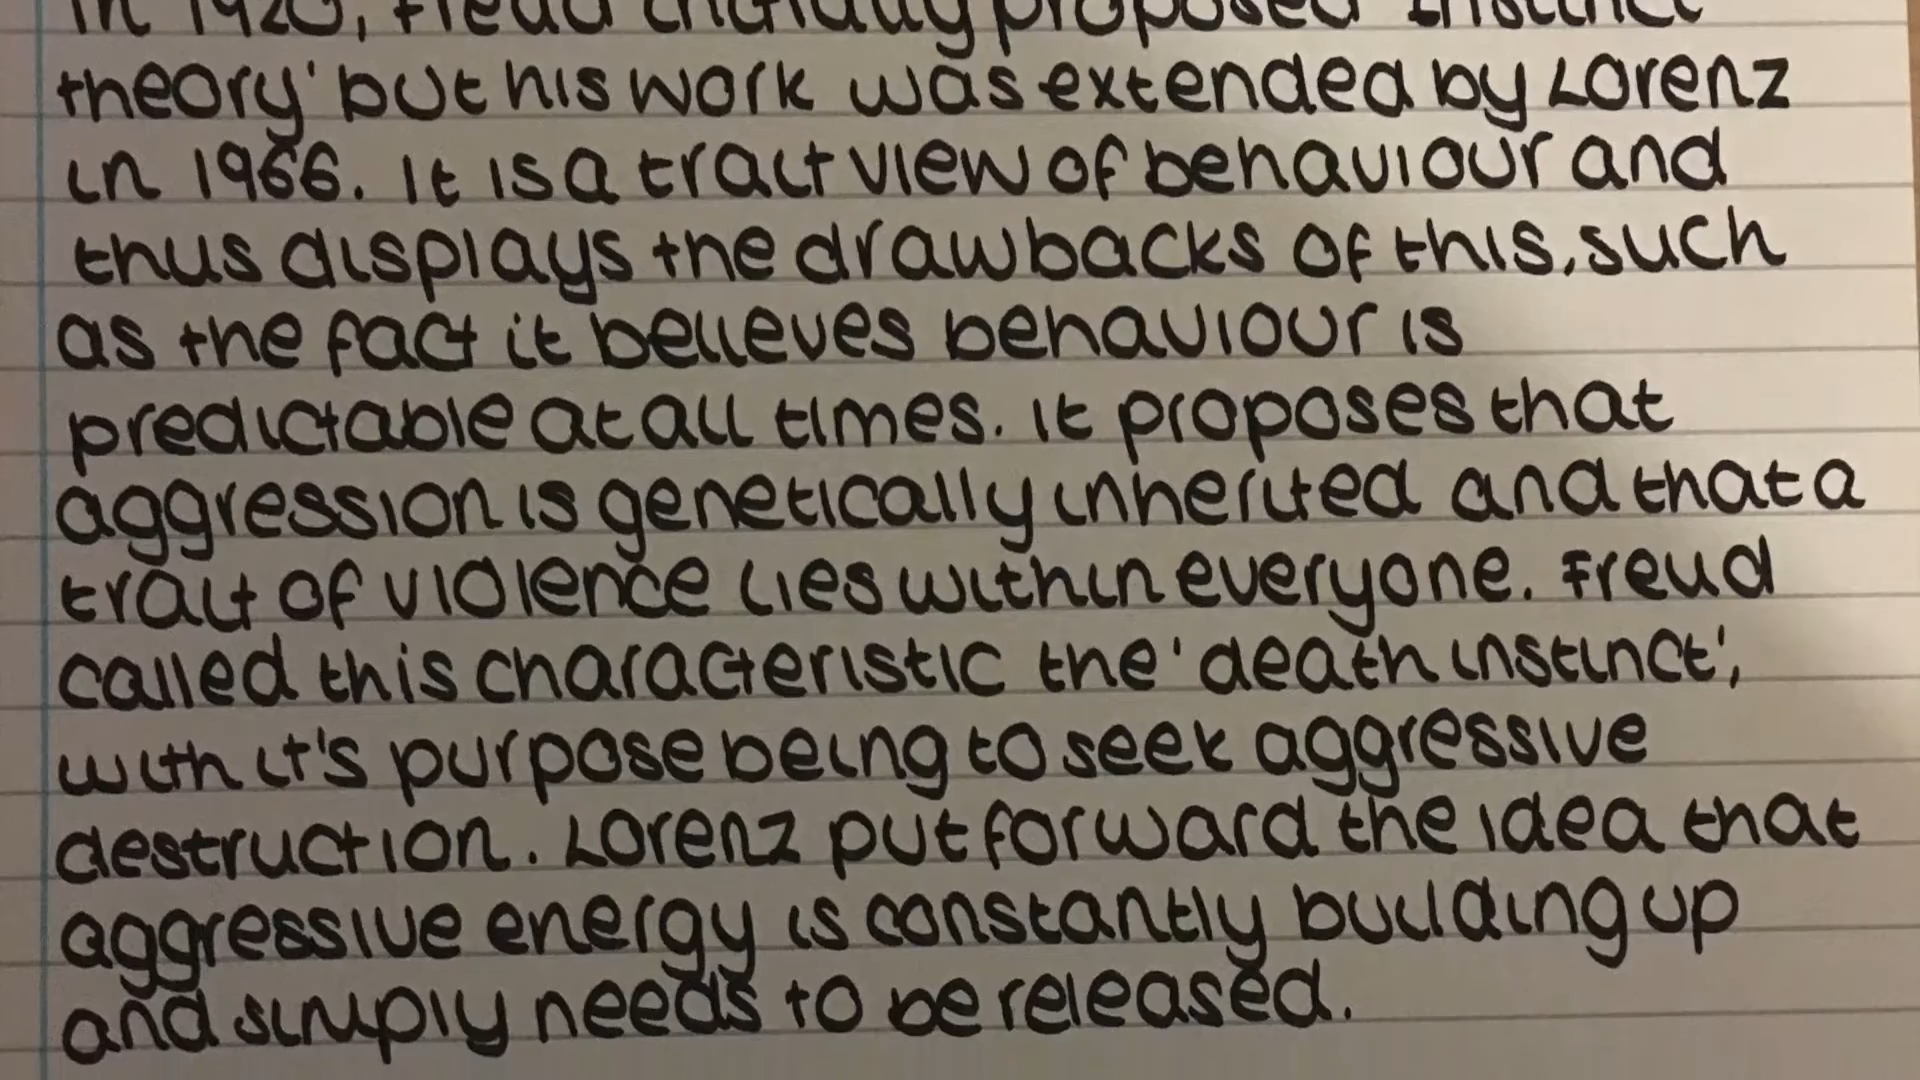 In 1920, Freud initially proposed 'Instinct
theory' but his work was extended by Lorenz
in 1966. It is a trait view of behaviour and
thus displays the drawbacks of this, such
as the fact it believes behaviour is
predictable at all times. It proposes that
aggression is genetically inherited and that a
trait of violence lies within everyone. Freud
called this characteristic the 'death instinct',
with it's purpose being to seek aggressive
destruction. Lorenz put forward the idea that
aggressive energy is constantly building up
and simply needs to be released.